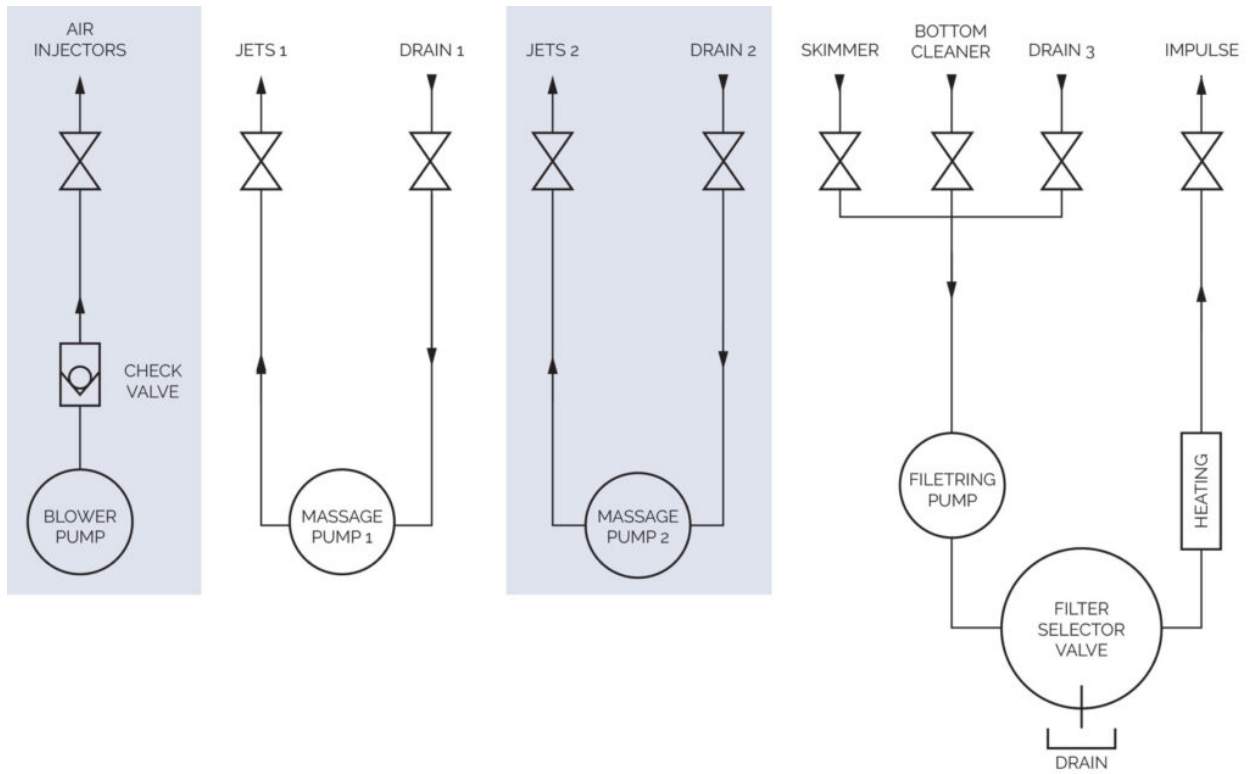 AIR
INJECTORS
JETS 1
DRAIN 1
JETS 2
DRAIN 2
SKIMMER
BOTTOM
CLEANER
DRAIN 3
IMPULSE
CHECK
VALVE
BLOWER
PUMP
MASSAGE
PUMP 1
MASSAGE
PUMP 2
FILETRING
PUMP
HEATING
FILTER
SELECTOR
VALVE
DRAIN